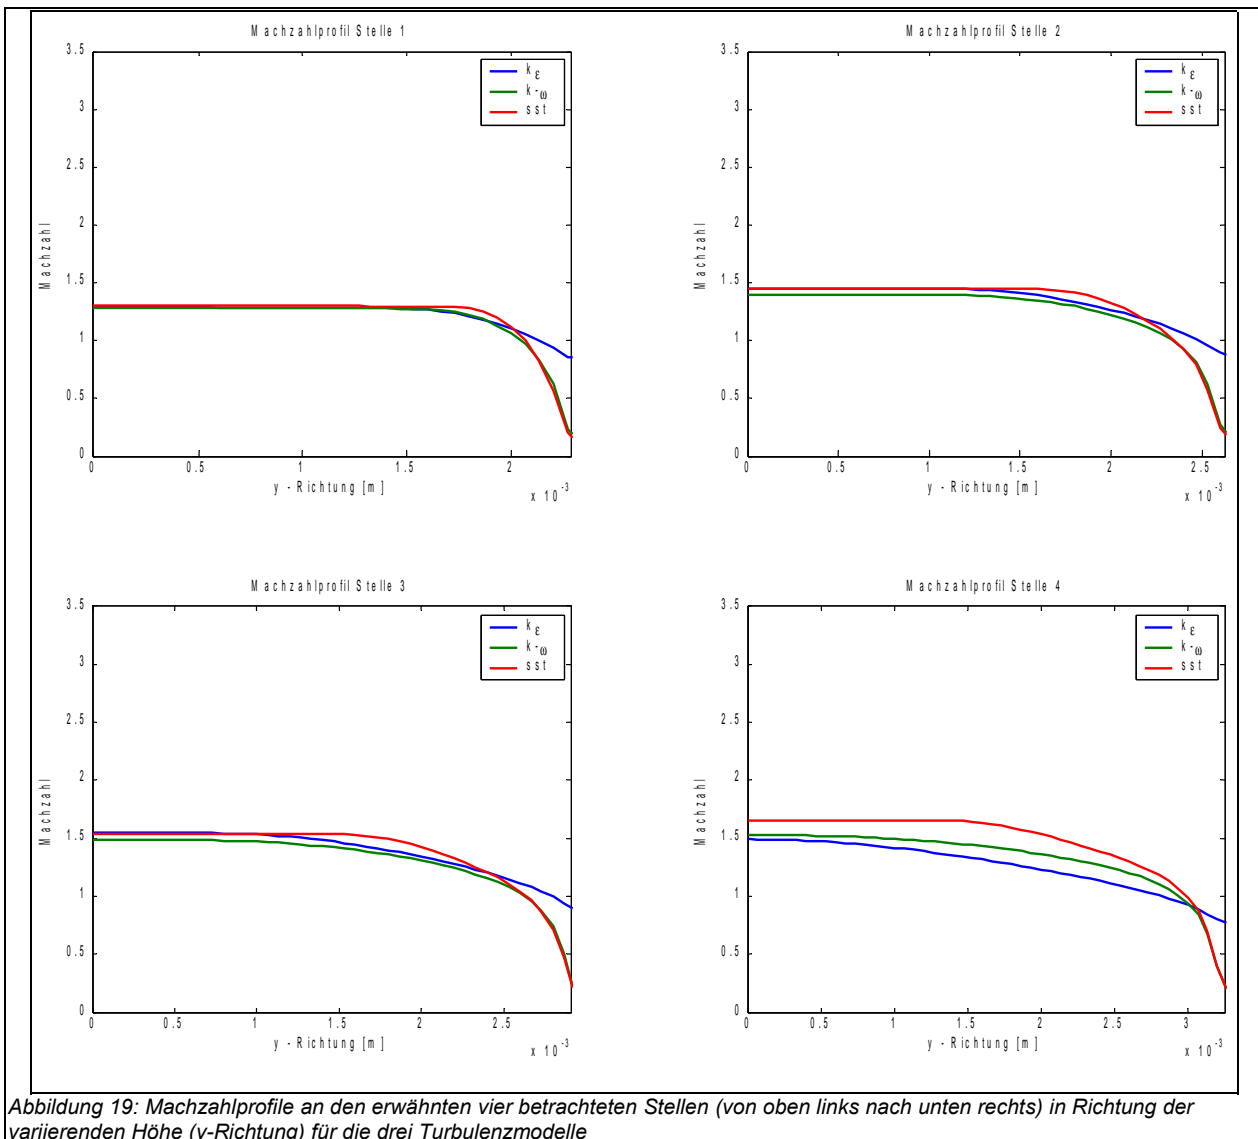 Machzahlprofil Stelle 1
3.5
3
2.5
2
1.5
1
0.5
0
Machzahl
k ε
k-ω
sst
0 0.5 1 1.5 2
y-Richtung [m]
x 10-3
Machzahlprofil Stelle 2
3.5
3
2.5
2
1.5
1
0.5
0
Machzahl
k ε
k-ω
sst
0 0.5 1 1.5 2 2.5
y-Richtung [m]
x 10-3
Machzahlprofil Stelle 3
3.5
3
2.5
2
1.5
1
0.5
0
Machzahl
k ε
k-ω
sst
0 0.5 1 1.5 2 2.5
y-Richtung [m]
x 10-3
Machzahlprofil Stelle 4
3.5
3
2.5
2
1.5
1
0.5
0
Machzahl
k ε
k-ω
sst
0 0.5 1 1.5 2 2.5 3
y-Richtung [m]
x 10-3
Abbildung 19: Machzahlprofile an den erwähnten vier betrachteten Stellen (von oben links nach unten rechts) in Richtung der
variierenden Höhe (y-Richtung) für die drei Turbulenzmodelle